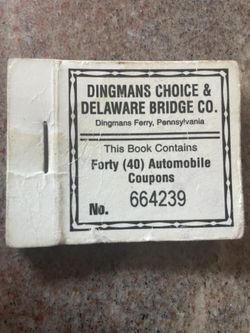 DINGMANS CHOICE &
DELAWARE BRIDGE CO.
Dingmans Ferry, Pennsylvania
This Book Contains
Forty (40) Automobile
Coupons
No. 664239